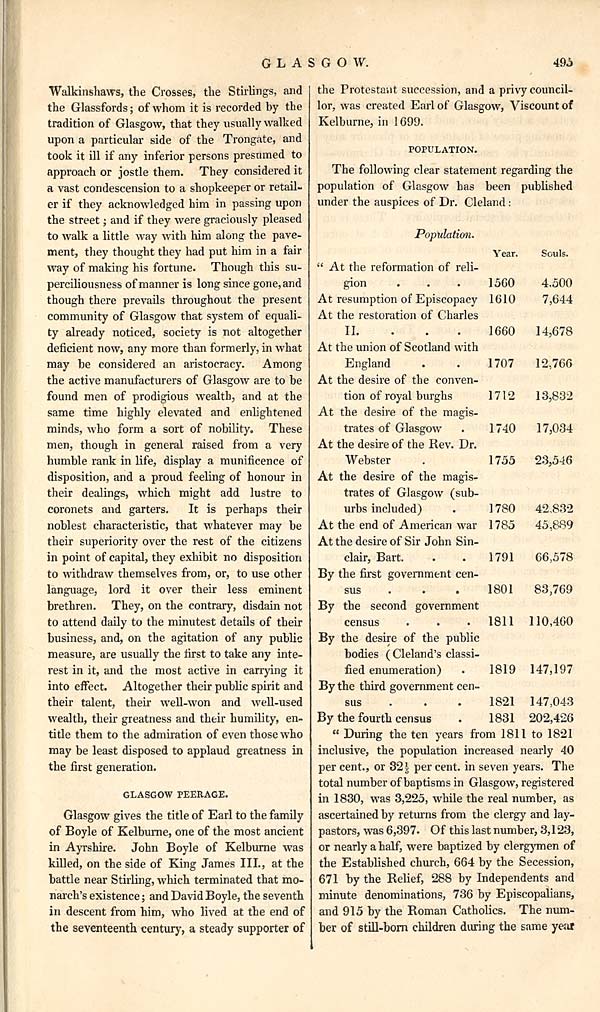 GLASGOW. 495
Walkinshaws, the Crosses, the Stirlings, and
the Glassfords; of whom it is recorded by the
tradition of Glasgow, that they usually walked
upon a particular side of the Trongate, and
took it ill if any inferior persons presumed to
approach or jostle them. They considered it
a vast condescension to a shopkeeper or retail-
er if they acknowledged him in passing upon
the street; and if they were graciously pleased
to walk a little way with him along the pave-
ment, they thought they had put him in a fair
way of making his fortune. Though this su-
perciliousness of manner is long since gone, and
though there prevails throughout the present
community of Glasgow that system of equali-
ty already noticed, society is not altogether
deficient now, any more than formerly, in what
may be considered an aristocracy. Among
the active manufacturers of Glasgow are to be
found men of prodigious wealth, and at the
same time highly elevated and enlightened
minds, who form a sort of nobility. These
men, though in general raised from a very
humble rank in life, display a munificence of
disposition, and a proud feeling of honour in
their dealings, which might add lustre to
coronets and garters. It is perhaps their
noblest characteristic, that whatever may be
their superiority over the rest of the citizens
in point of capital, they exhibit no disposition
to withdraw themselves from, or, to use other
language, lord it over their less eminent
brethren. They, on the contrary, disdain not
to attend daily to the minutest details of their
business, and, on the agitation of any public
measure, are usually the first to take any inte-
rest in it, and the most active in carrying it
into effect. Altogether their public spirit and
their talent, their well-won and well-used
wealth, their greatness and their humility, en-
title them to the admiration of even those who
may be least disposed to applaud greatness in
the first generation.
GLASGOW PEERAGE.
Glasgow gives the title of Earl to the family
of Boyle of Kelburne, one of the most ancient
in Ayrshire. John Boyle of Kelburne was
killed, on the side of King James III., at the
battle near Stirling, which terminated that mo-
narch's existence; and David Boyle, the seventh
in descent from him, who lived at the end of
the seventeenth century, a steady supporter of
the Protestant succession, and a privy council-
lor, was created Earl of Glasgow, Viscount of
Kelburne, in 1699.
POPULATION.
The following clear statement regarding the
population of Glasgow has been published
under the auspices of Dr. Cleland:
Population.
Year. Souls.
" At the reformation of reli-
gion . . . 1560 4.500
At resumption of Episcopacy 1610 7,644
At the restoration of Charles
II. . . . 1660 14,678
At the union of Scotland with
England . . 1707 12,766
At the desire of the conven-
tion of royal burghs 1712 13,832
At the desire of the magis-
trates of Glasgow . 1740 17,034
At the desire of the Rev. Dr.
Webster . 1755 23,546
At the desire of the magis-
trates of Glasgow (sub-
urbs included) . 1780 42.832
At the end of American war 1785 45,889
At the desire of Sir John Sin-
clair, Bart. . . 1791 66,578
By the first government cen-
sus . . . 1801 83,769
By the second government
census . . . 1811 110,460
By the desire of the public
bodies (Cleland's classi-
fied enumeration) . 1819 147,197
By the third government cen-
sus . . . 1821 147,043
By the fourth census . 1831 202,426
" During the ten years from 1811 to 1821
inclusive, the population increased nearly 40
per cent., or 32½ per cent. in seven years. The
total number of baptisms in Glasgow, registered
in 1830, was 3,225, while the real number, as
ascertained by returns from the clergy and lay-
pastors, was 6,397. Of this last number, 3,123,
or nearly a half, were baptized by clergymen of
the Established church, 664 by the Secession,
671 by the Relief, 288 by Independents and
minute denominations, 736 by Episcopalians,
and 915 by the Roman Catholics. The num-
ber of still-born children during the same year